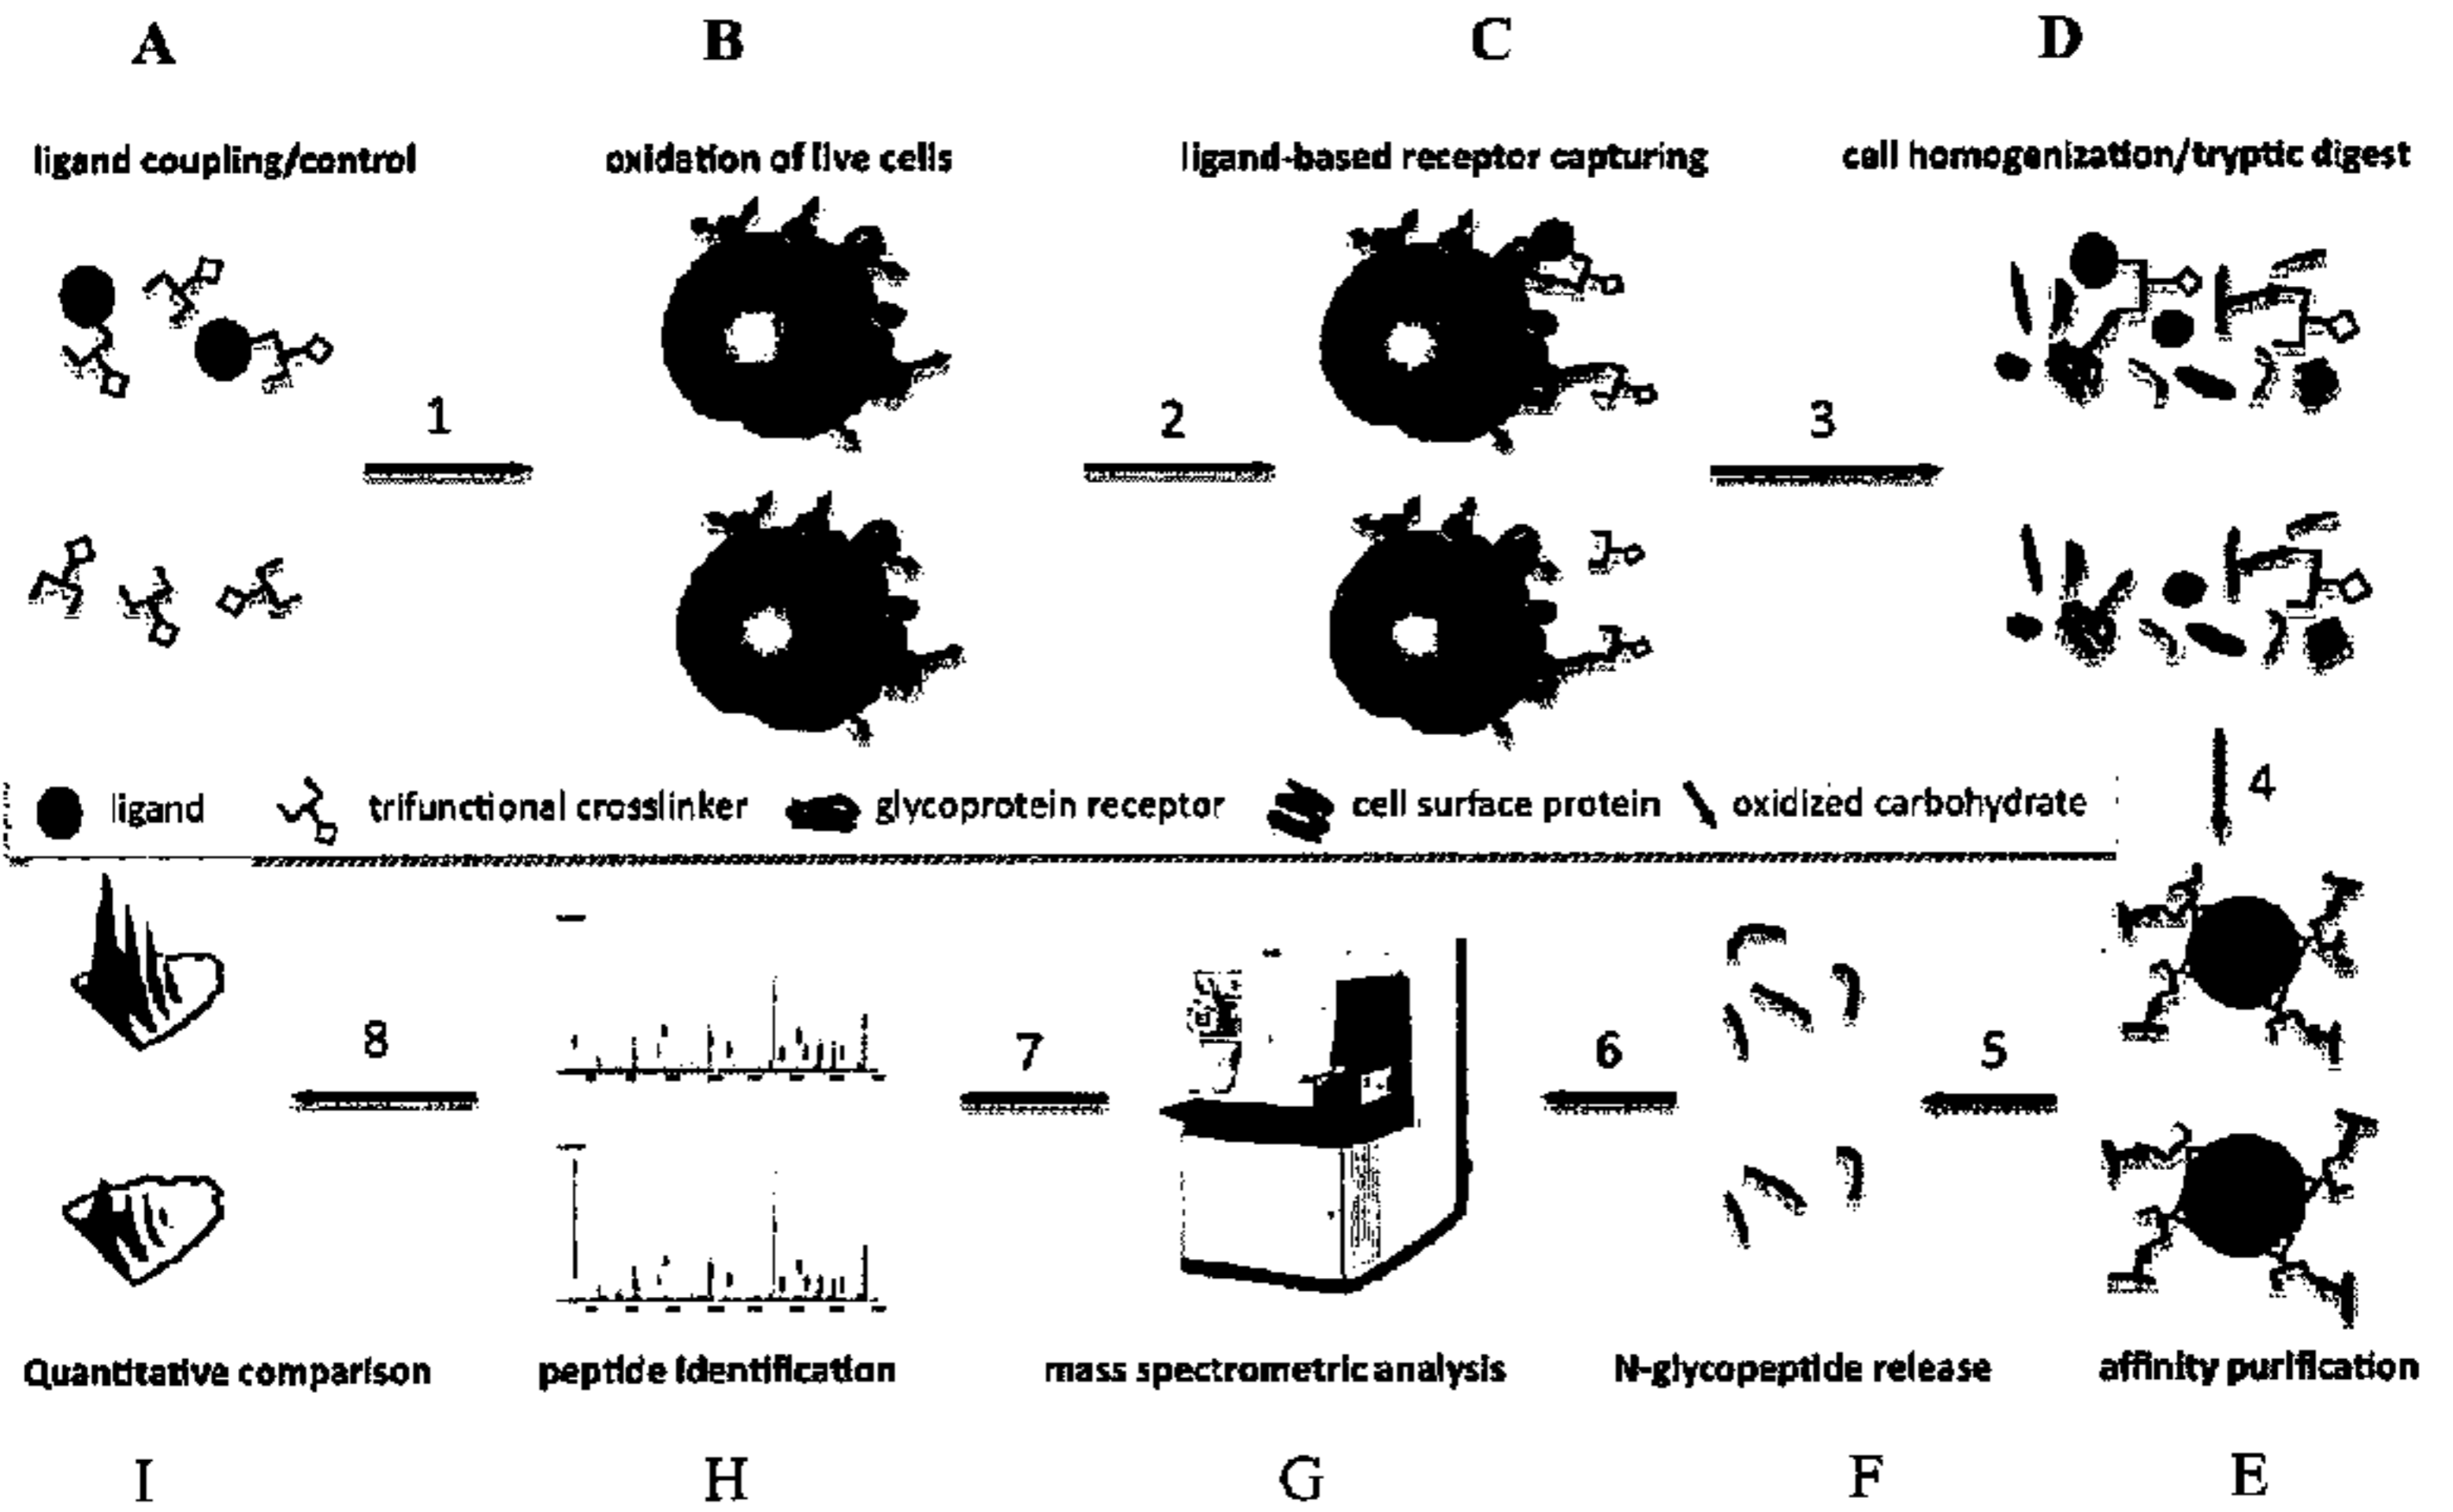 A B C D
ligand coupling/control oxidation of live cells ligand-based receptor capturing cell homogenization/tryptic digest
1 2 3
ligand trifunctional crosslinker glycoprotein receptor cell surface protein oxidized carbohydrate
4
8 7 6 5
Quantitative comparison peptide identification mass spectrometric analysis N-glycopeptide release affinity purification
I H G F E